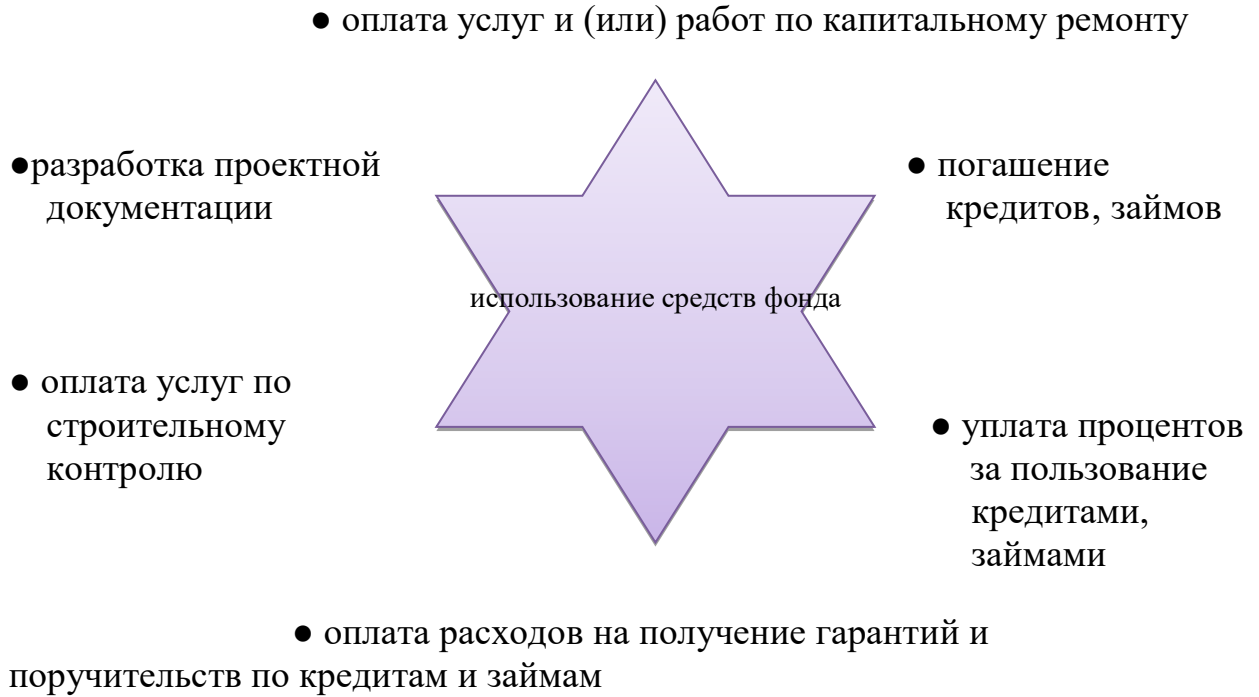 ● оплата услуг и (или) работ по капитальному ремонту
●разработка проектной
документации
● погашение
кредитов, займов
использование средств фонда
● оплата услуг по
строительному
контролю
● уплата процентов
за пользование
кредитами,
займами
● оплата расходов на получение гарантий и
поручительств по кредитам и займам